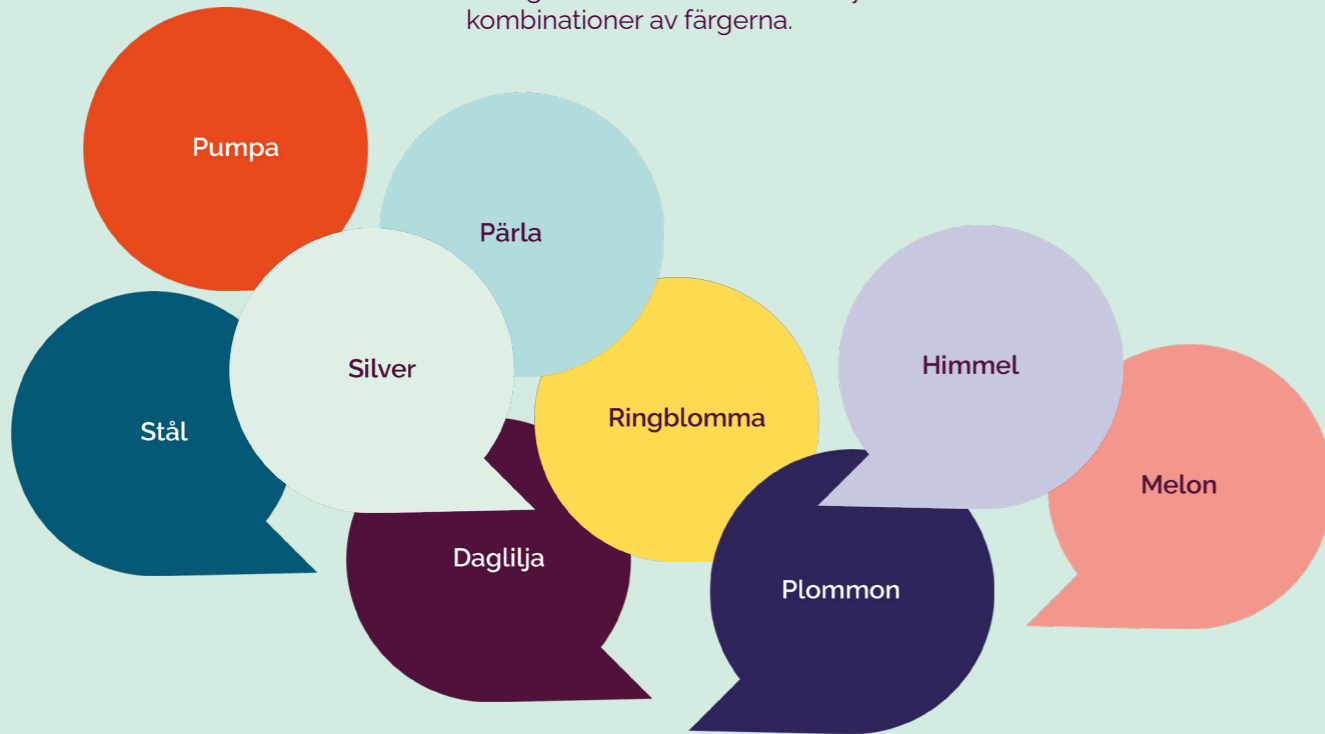 kombinationer av färgerna.
Pumpa
Pärla
Silver
Himmel
Ringblomma
Stål
Melon
Daglilja
Plommon